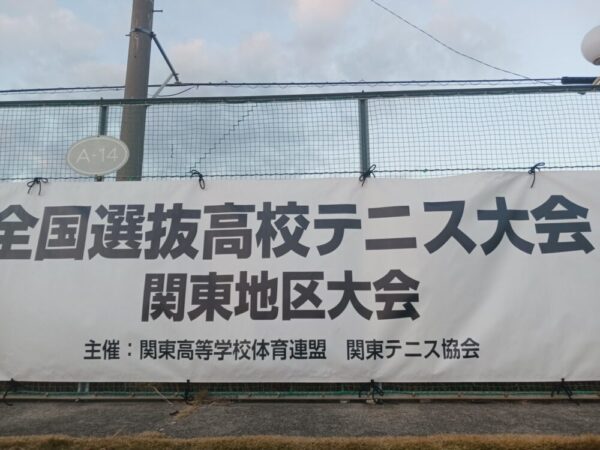 A-14
全国選抜高校テニス大会
関東地区大会
主催：関東高等学校体育連盟　関東テニス協会